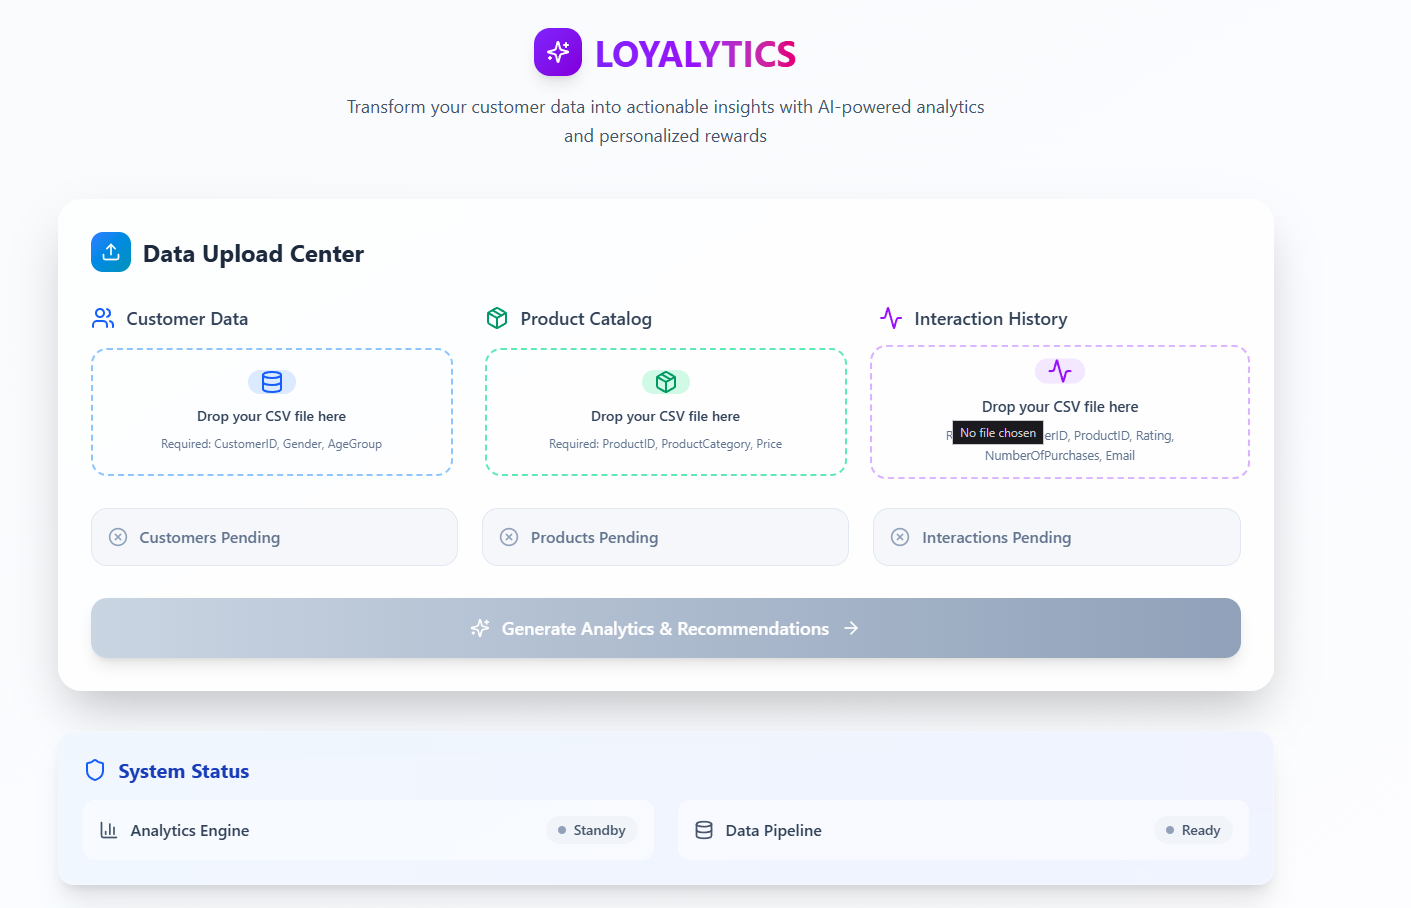 LOYALYTICS
Transform your customer data into actionable insights with AI-powered analytics
and personalized rewards
Data Upload Center
Customer Data
Drop your CSV file here
Required: CustomerID, Gender, AgeGroup
Product Catalog
Drop your CSV file here
Required: ProductID, ProductCategory, Price
Interaction History
Drop your CSV file here
No file chosen
ProductID, Rating,
NumberOfPurchases, Email
Customers Pending
Products Pending
Interactions Pending
Generate Analytics & Recommendations
System Status
Analytics Engine
Standby
Data Pipeline
Ready